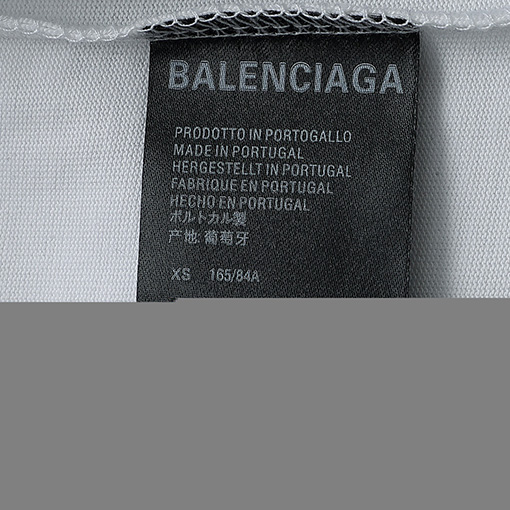 BALENCIAGA
PRODOTTO IN PORTOGALLO
MADE IN PORTUGAL
HERGESTELLT IN PORTUGAL
FABRIQUE EN PORTUGAL
HECHO EN PORTUGAL
ポルトカル製
产地: 葡萄牙
XS 165/84A